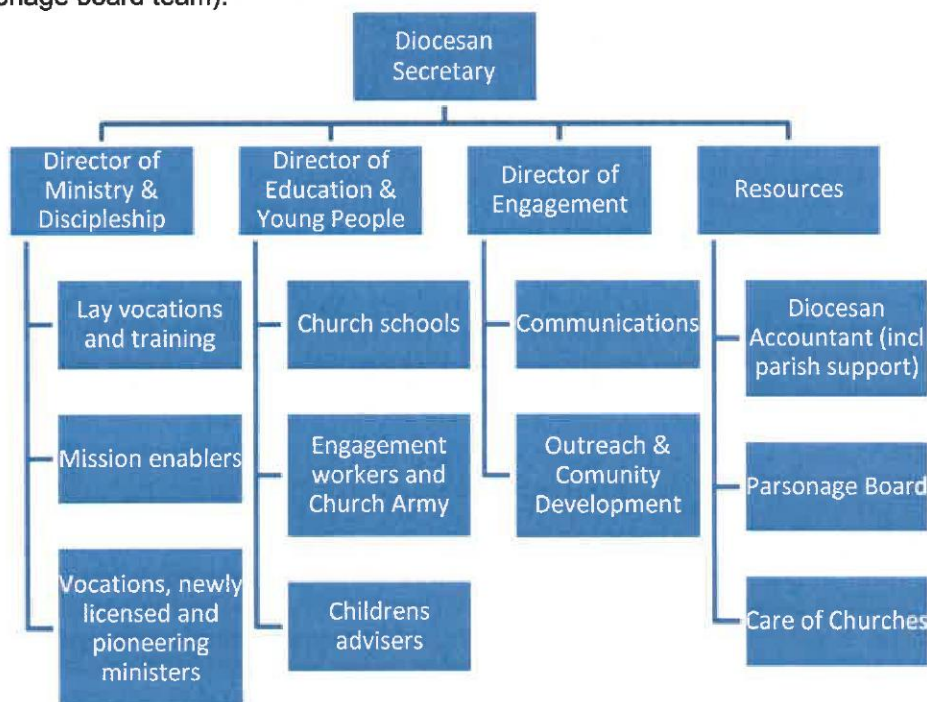 board team).
Diocesan
Secretary
Director of
Ministry &
Discipleship
Director of
Education &
Young People
Director of
Engagement
Resources
Lay vocations
and training
Mission enablers
Vocations, newly
licensed and
pioneering
ministers
Church schools
Engagement
workers and
Church Army
Childrens
advisers
Communications
Outreach &
Comunity
Development
Diocesan
Accountant (incl
parish support)
Parsonage Board
Care of Churches